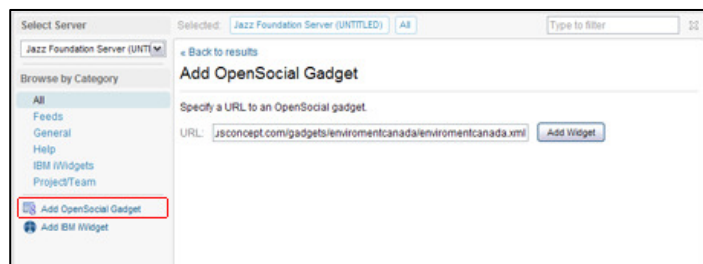 Select Server
Jazz Foundation Server (UNTI
Browse by Category
All
Feeds
General
Help
IBM iWidgets
Project/Team
Add OpenSocial Gadget
Add IBM iWidget
Selected: Jazz Foundation Server (UNTITLED) All Type to filter
« Back to results
Add OpenSocial Gadget
Specify a URL to an OpenSocial gadget.
URL: usconcept.com/gadgets/enviromentcanada/enviromentcanada.xml Add Widget